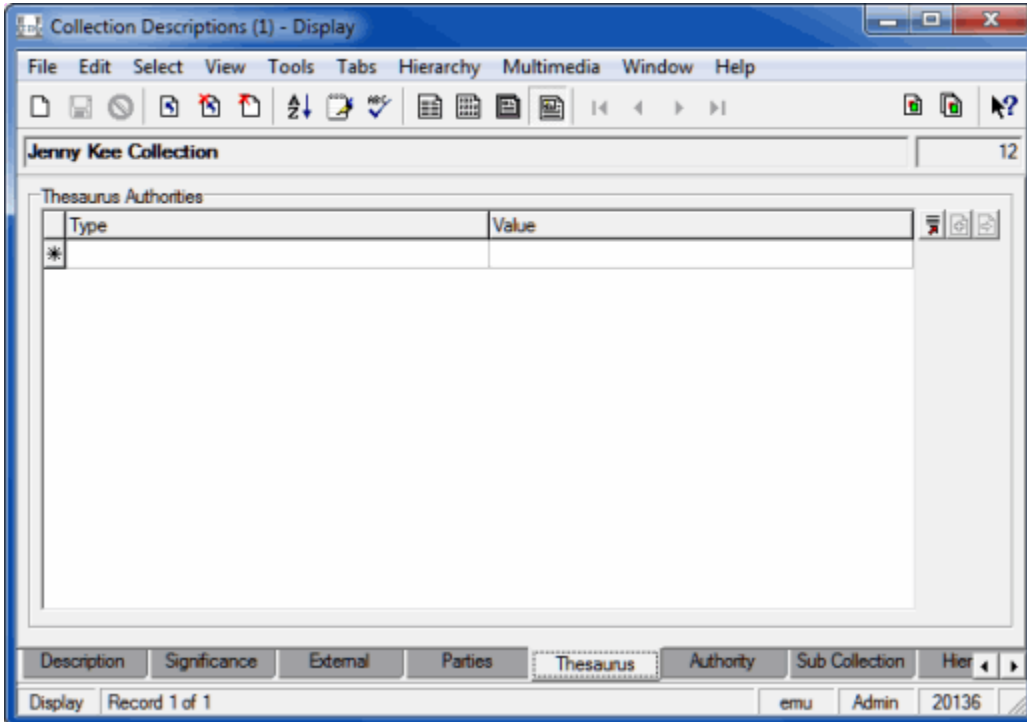 Collection Descriptions (1) - Display
File Edit Select View Tools Tabs Hierarchy Multimedia Window Help
Jenny Kee Collection 12
Thesaurus Authorities
Type Value
Description Significance External Parties Thesaurus Authority Sub Collection Hier
Display Record 1 of 1 emu Admin 20136